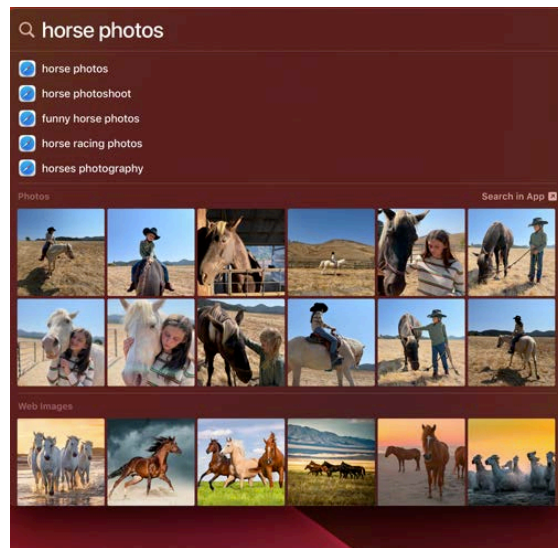 horse photos
horse photos
horse photoshoot
funny horse photos
horse racing photos
horses photography
Photos
Search in App
Web Images